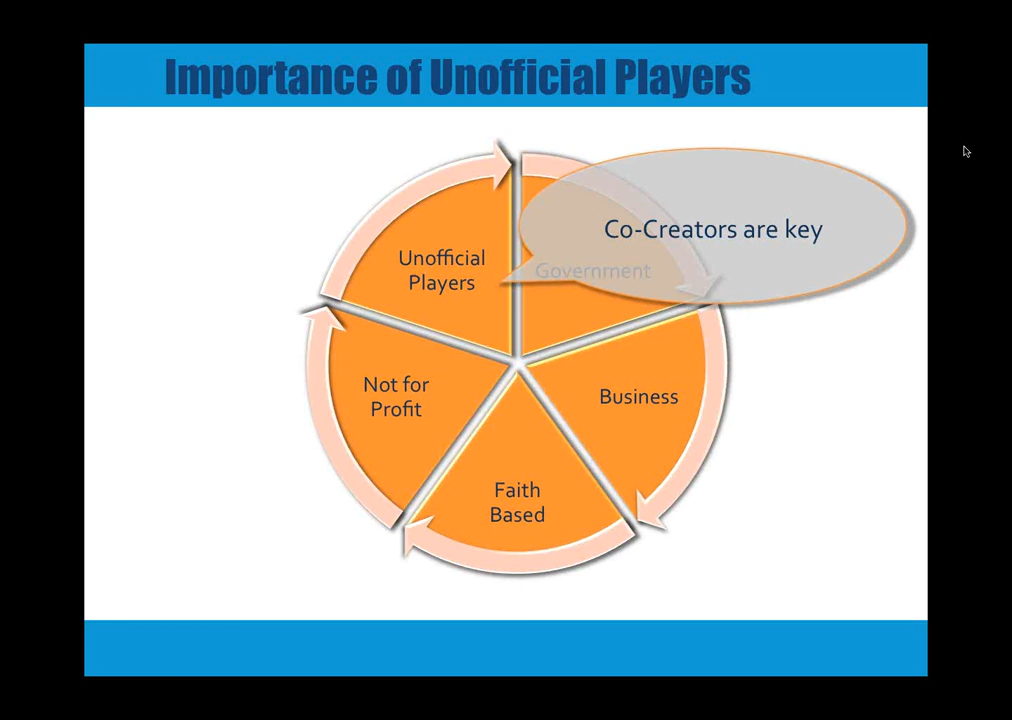 Importance of Unofficial Players
Co-Creators are key
Unofficial
Players
Government
Business
Faith
Based
Not for
Profit